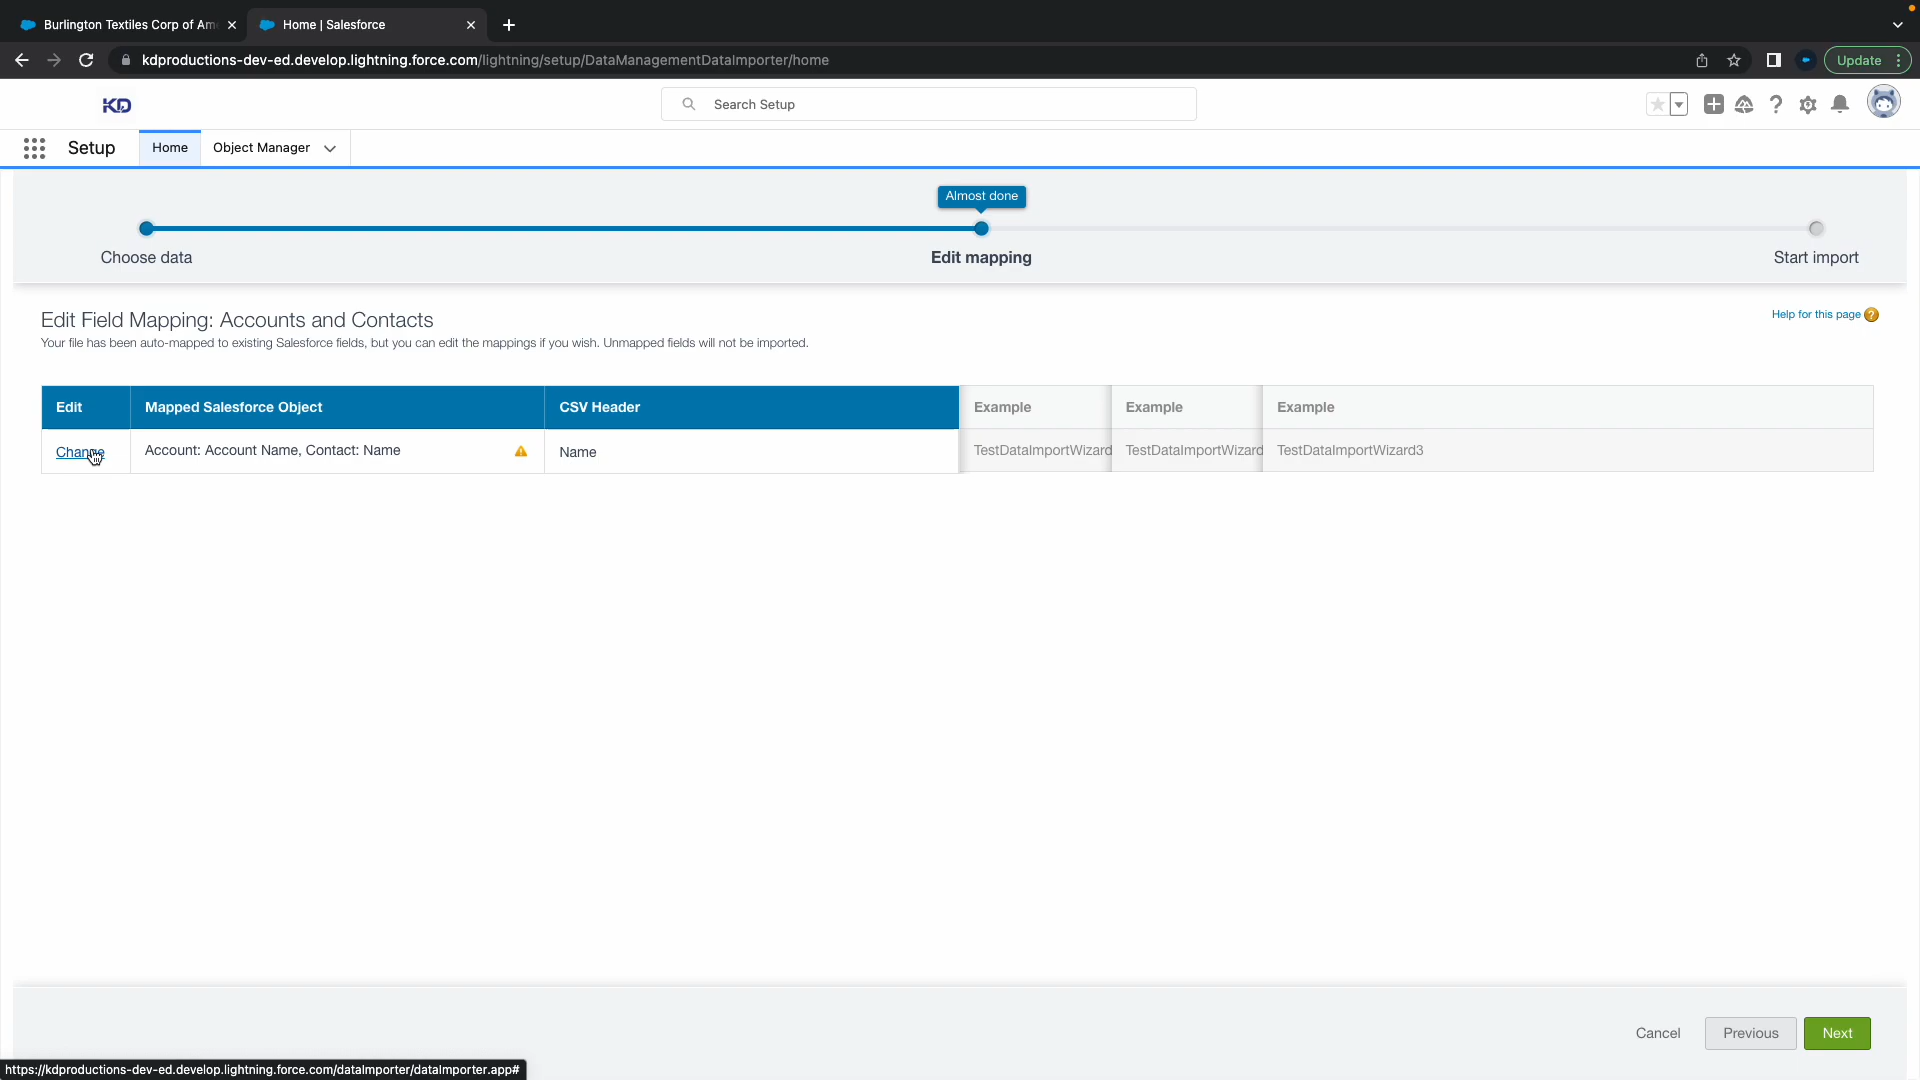 Burlington Textiles Corp of Am
Home | Salesforce
kdproductions-dev-ed.develop.lightning.force.com/lightning/setup/DataManagementDataImporter/home
Update
KD
Search Setup
Setup
Home
Object Manager
Almost done
Choose data
Edit mapping
Start import
Edit Field Mapping: Accounts and Contacts
Help for this page
Your file has been auto-mapped to existing Salesforce fields, but you can edit the mappings if you wish. Unmapped fields will not be imported.
Edit Mapped Salesforce Object CSV Header Example Example Example
Change Account: Account Name, Contact: Name Name TestDataImportWizard TestDataImportWizard TestDataImportWizard3
Cancel
Previous
Next
https://kdproductions-dev-ed.develop.lightning.force.com/dataImporter/dataImporter.app#